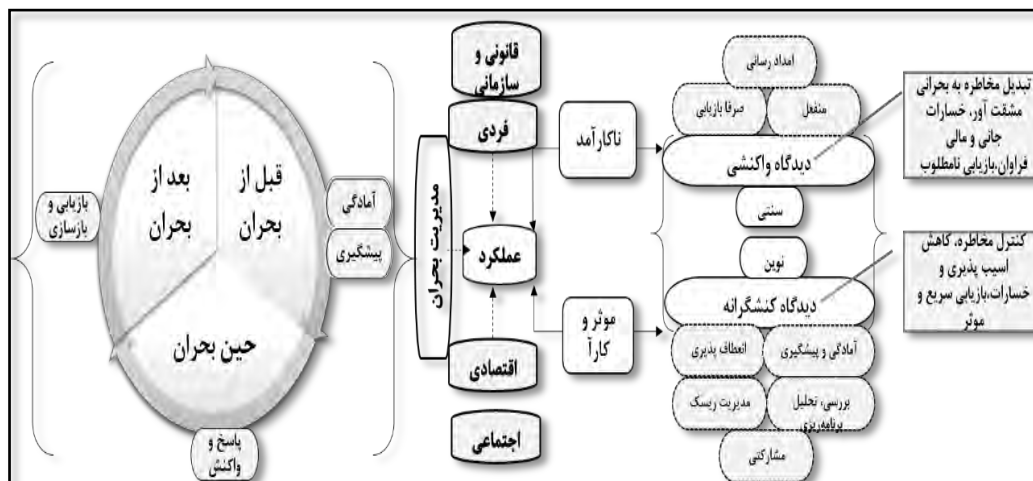 قانونی و
سازمانی
فردی
عملکرد
اقتصادی
اجتماعی
مدیریت بحران
قبل از
بحران
بعد از
بحران
حین بحران
آمادگی
پیشگیری
بازیابی و
بازسازی
پاسخ و
واکنش
ناکارآمد
موثر و
کارآ
امداد رسانی
منفعل
صرفا بازیابی
دیدگاه واکنشی
سنتی
نوین
دیدگاه کنشگرانه
آمادگی و پیشگیری
انعطاف پذیری
بررسی، تحلیل
برنامه‌ریزی
مدیریت ریسک
مشارکتی
تبدیل مخاطره به بحرانی
مشقت آور، خسارات
جانی و مالی
فراوان،بازیابی نامطلوب
کنترل مخاطره، کاهش
اسیب پذیری و
خسارات،بازیابی سریع و
موثر